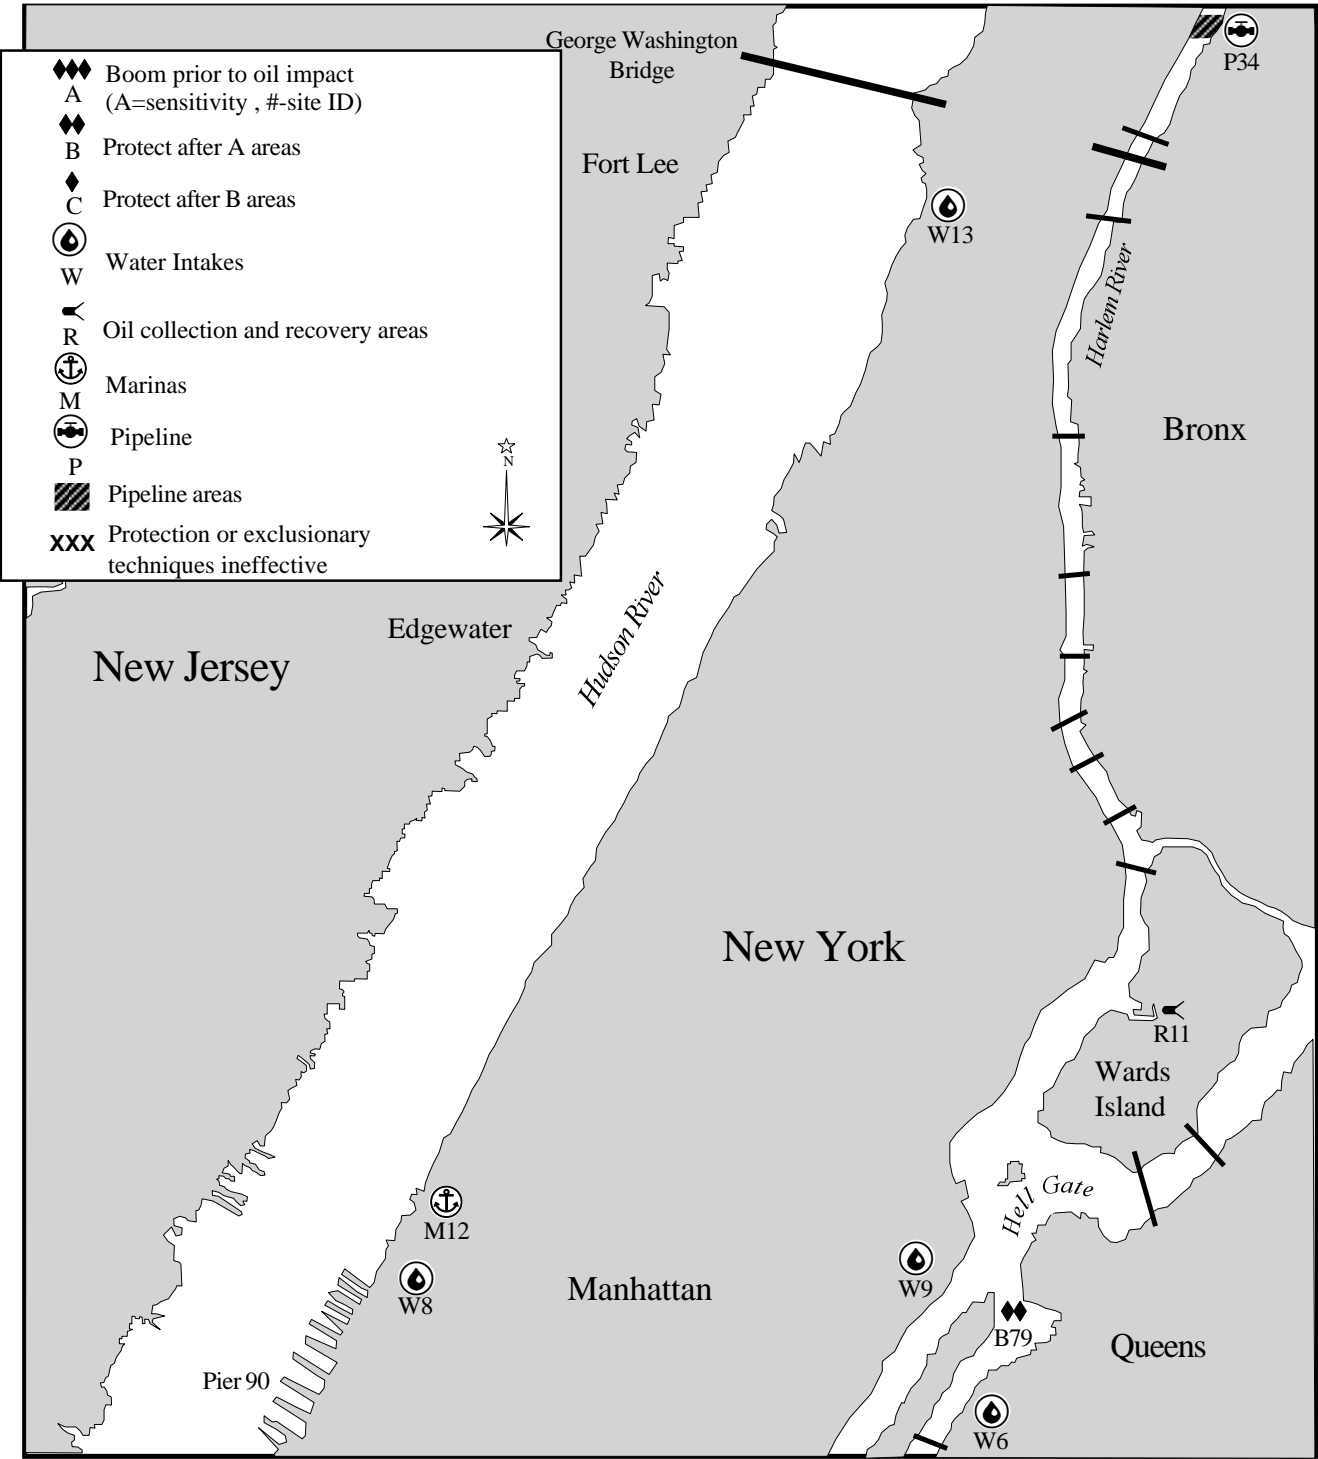 Boom prior to oil impact
A (A=sensitivity , #-site ID)
B Protect after A areas
C Protect after B areas
W Water Intakes
R Oil collection and recovery areas
M Marinas
P Pipeline
Pipeline areas
XXX Protection or exclusionary
techniques ineffective
N
George Washington
Bridge
P34
Fort Lee
W13
Harlem River
Bronx
Edgewater
New Jersey
Hudson River
New York
R11
Wards
Island
Hell Gate
M12
W8
W9
Manhattan
B79
Queens
Pier 90
W6